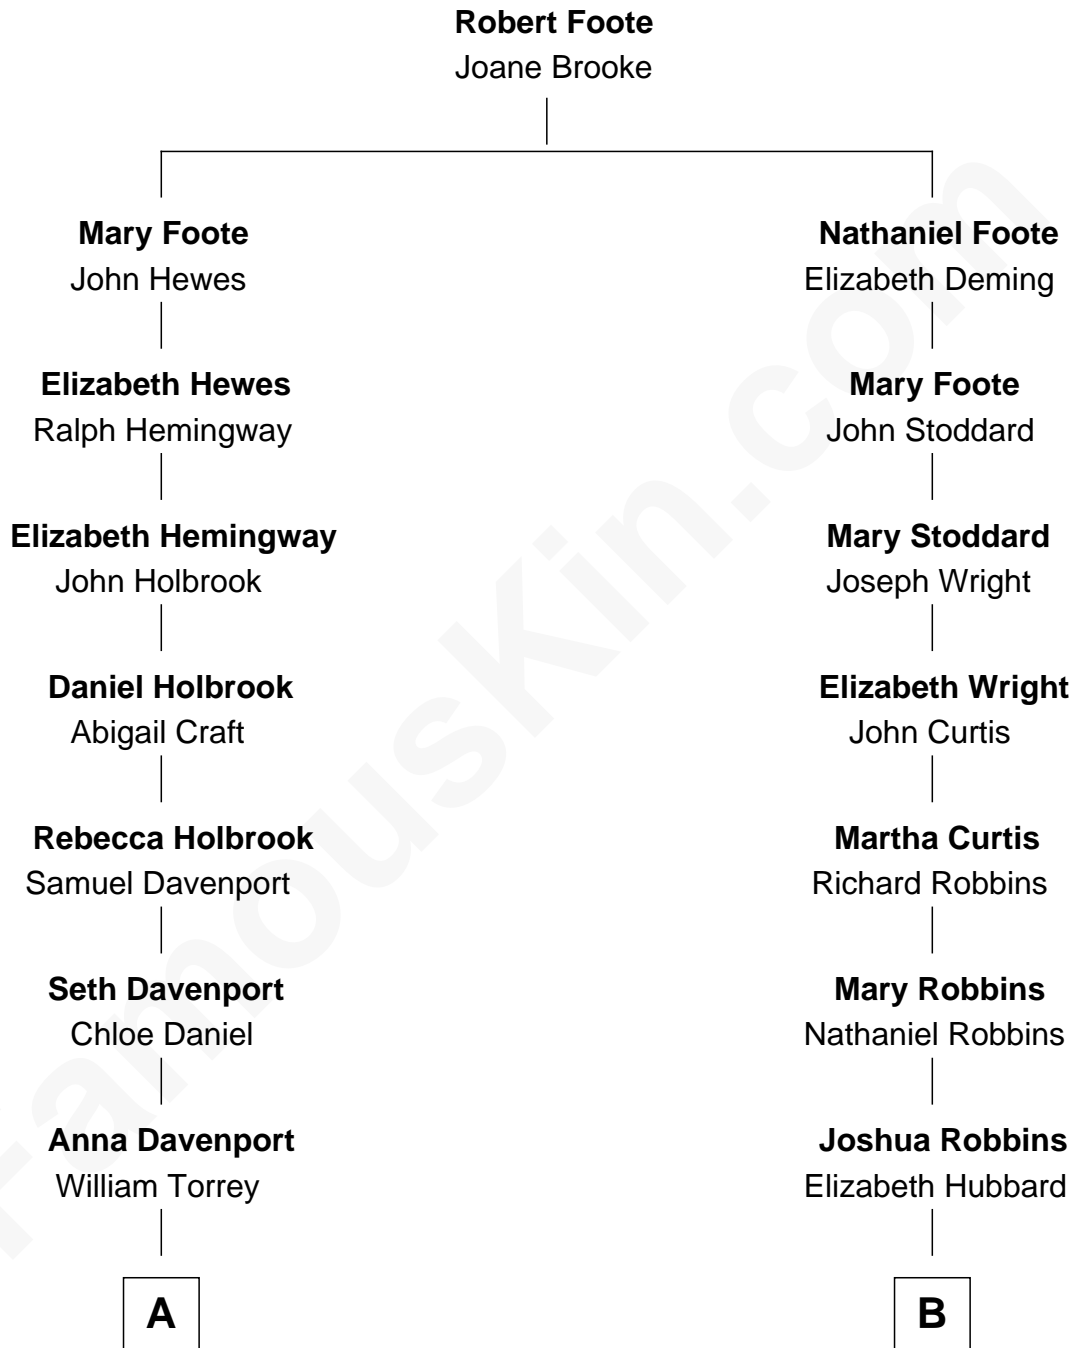 Robert Foote
Joane Brooke
Mary Foote
John Hewes
Nathaniel Foote
Elizabeth Deming
Elizabeth Hewes
Ralph Hemingway
Mary Foote
John Stoddard
Elizabeth Hemingway
John Holbrook
Mary Stoddard
Joseph Wright
Daniel Holbrook
Abigail Craft
Elizabeth Wright
John Curtis
Rebecca Holbrook
Samuel Davenport
Martha Curtis
Richard Robbins
Seth Davenport
Chloe Daniel
Mary Robbins
Nathaniel Robbins
Anna Davenport
William Torrey
Joshua Robbins
Elizabeth Hubbard
A
B
FamousKin.com